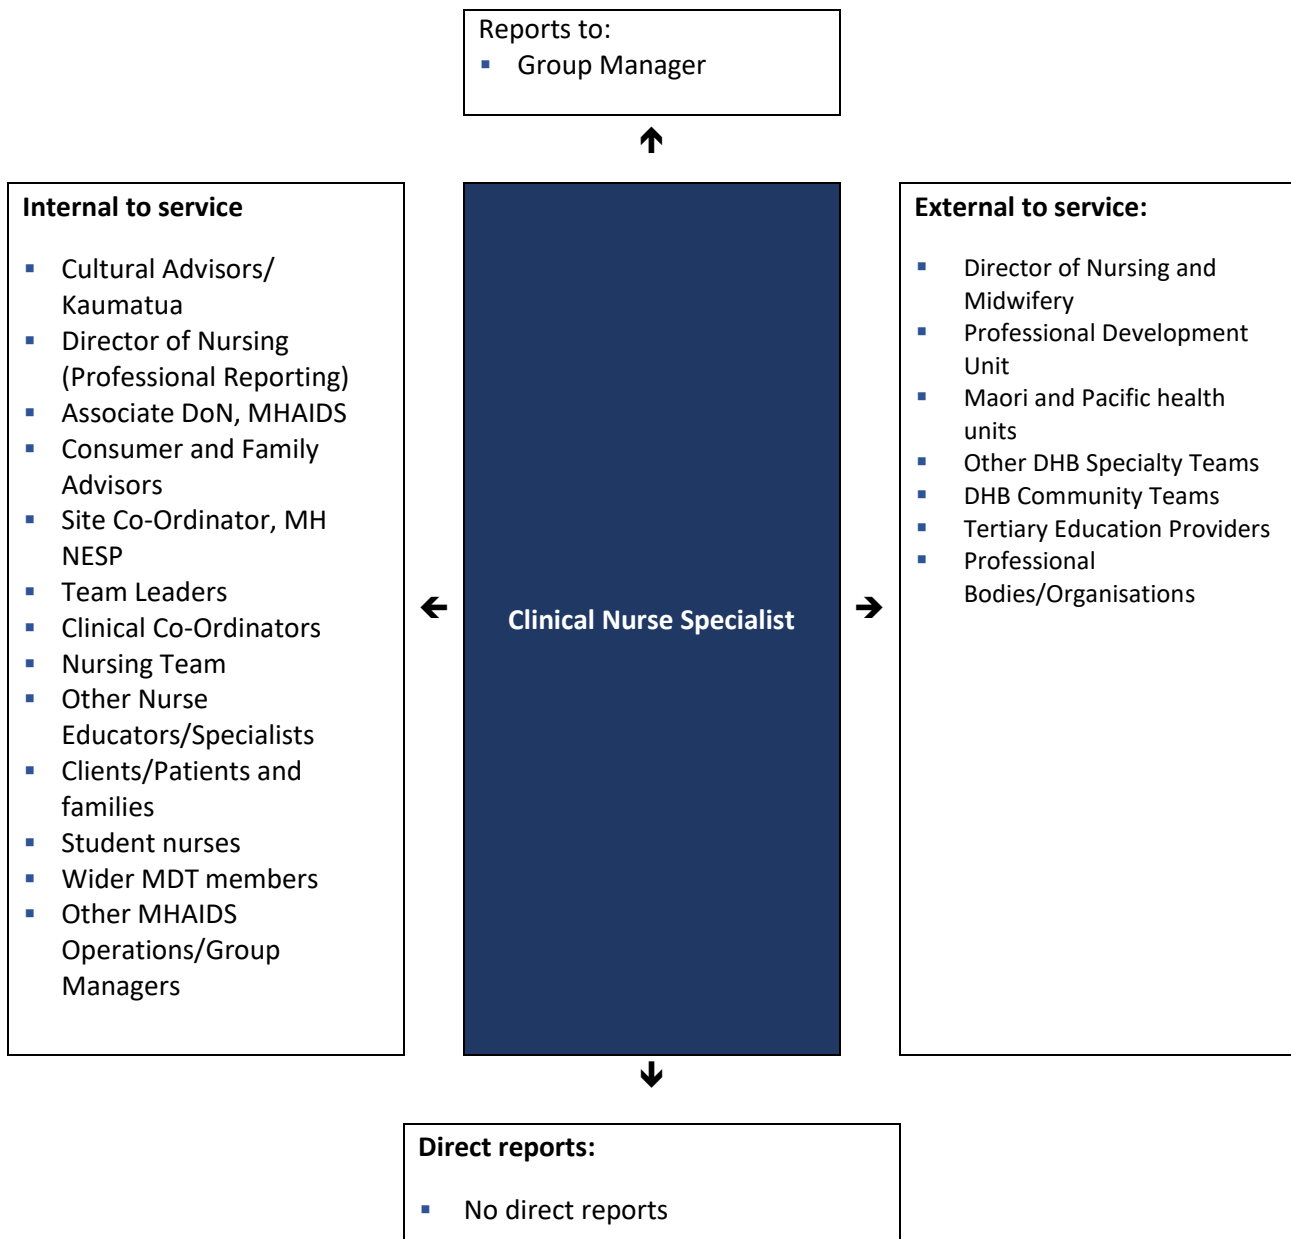 Reports to:
▪ Group Manager
Internal to service
▪ Cultural Advisors/
Kaumatua
▪ Director of Nursing
(Professional Reporting)
▪ Associate DoN, MHAIDS
▪ Consumer and Family
Advisors
▪ Site Co-Ordinator, MH
NESP
▪ Team Leaders
▪ Clinical Co-Ordinators
▪ Nursing Team
▪ Other Nurse
Educators/Specialists
▪ Clients/Patients and
families
▪ Student nurses
▪ Wider MDT members
▪ Other MHAIDS
Operations/Group
Managers
Clinical Nurse Specialist
External to service:
▪ Director of Nursing and
Midwifery
▪ Professional Development
Unit
▪ Maori and Pacific health
units
▪ Other DHB Specialty Teams
▪ DHB Community Teams
▪ Tertiary Education Providers
▪ Professional
Bodies/Organisations
Direct reports:
▪ No direct reports